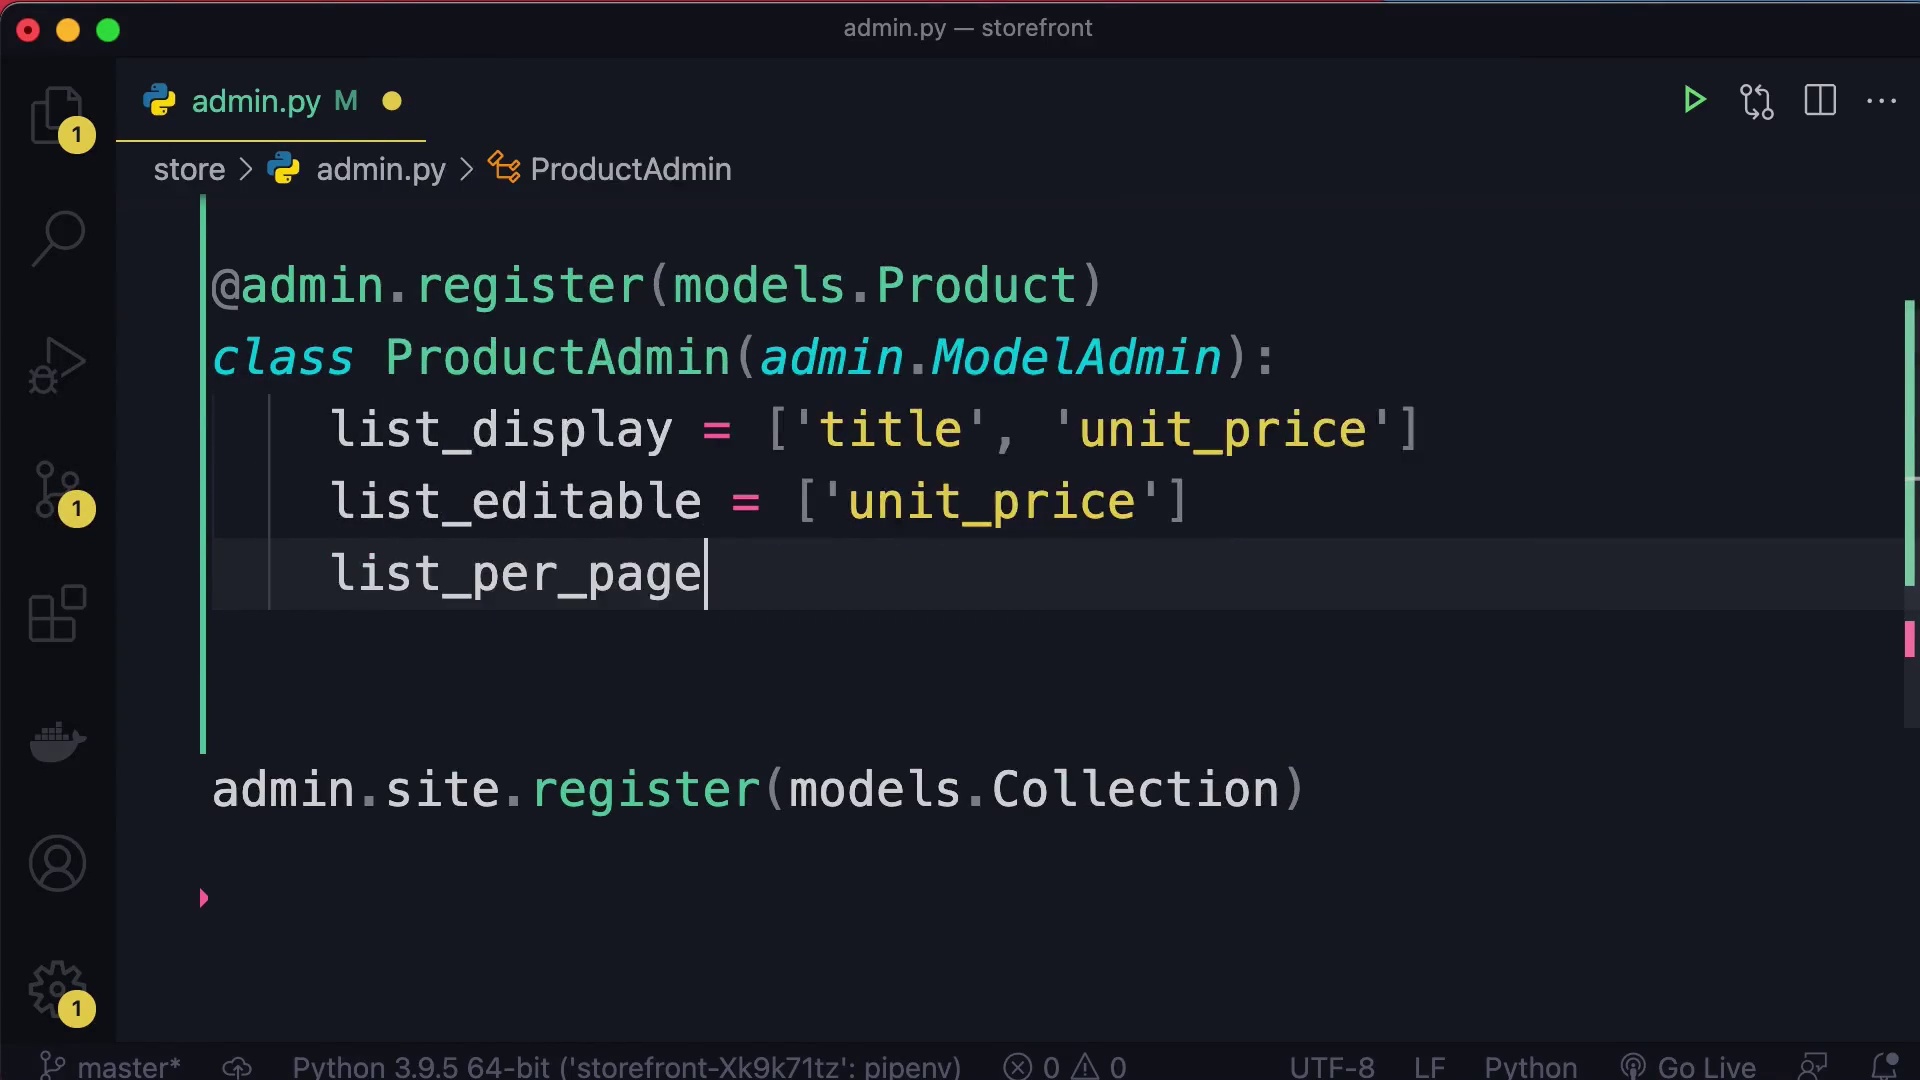 admin.py — storefront
admin.py M
1
store > admin.py > ProductAdmin
@admin.register(models.Product)
class ProductAdmin(admin.ModelAdmin):
list_display = ['title', 'unit_price']
list_editable = ['unit_price']
1
list_per_page
admin.site.register(models.Collection)
1
master* Python 3.9.5 64-bit ('storefront-Xk9k71tz': pipenv) 0 0 UTF-8 LF Python Go Live